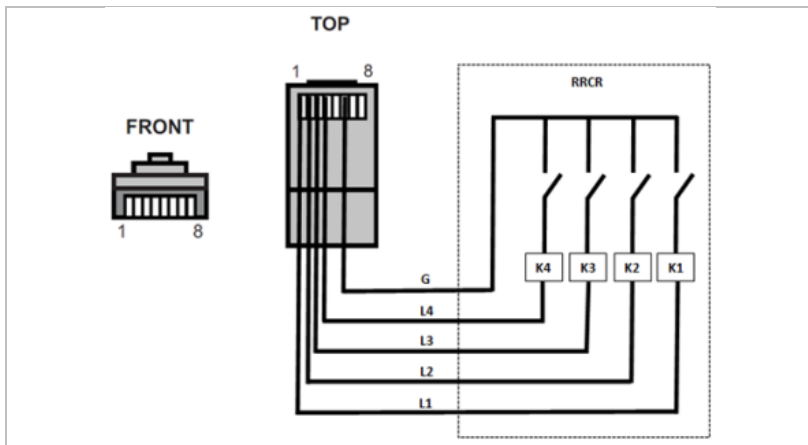 TOP
1 8
RRCR
FRONT
1 8
K4 K3 K2 K1
G
L4
L3
L2
L1